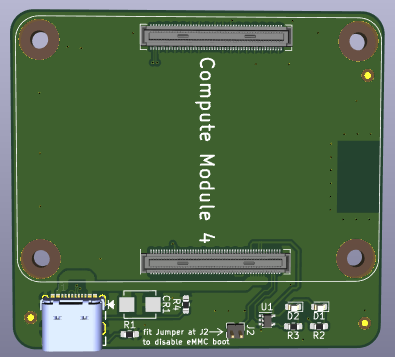 Compute Module 4
CR1
R4
U1
D2
D1
R3
R2
R1
fit Jumper at J2→
to disable eMMC boot
J2